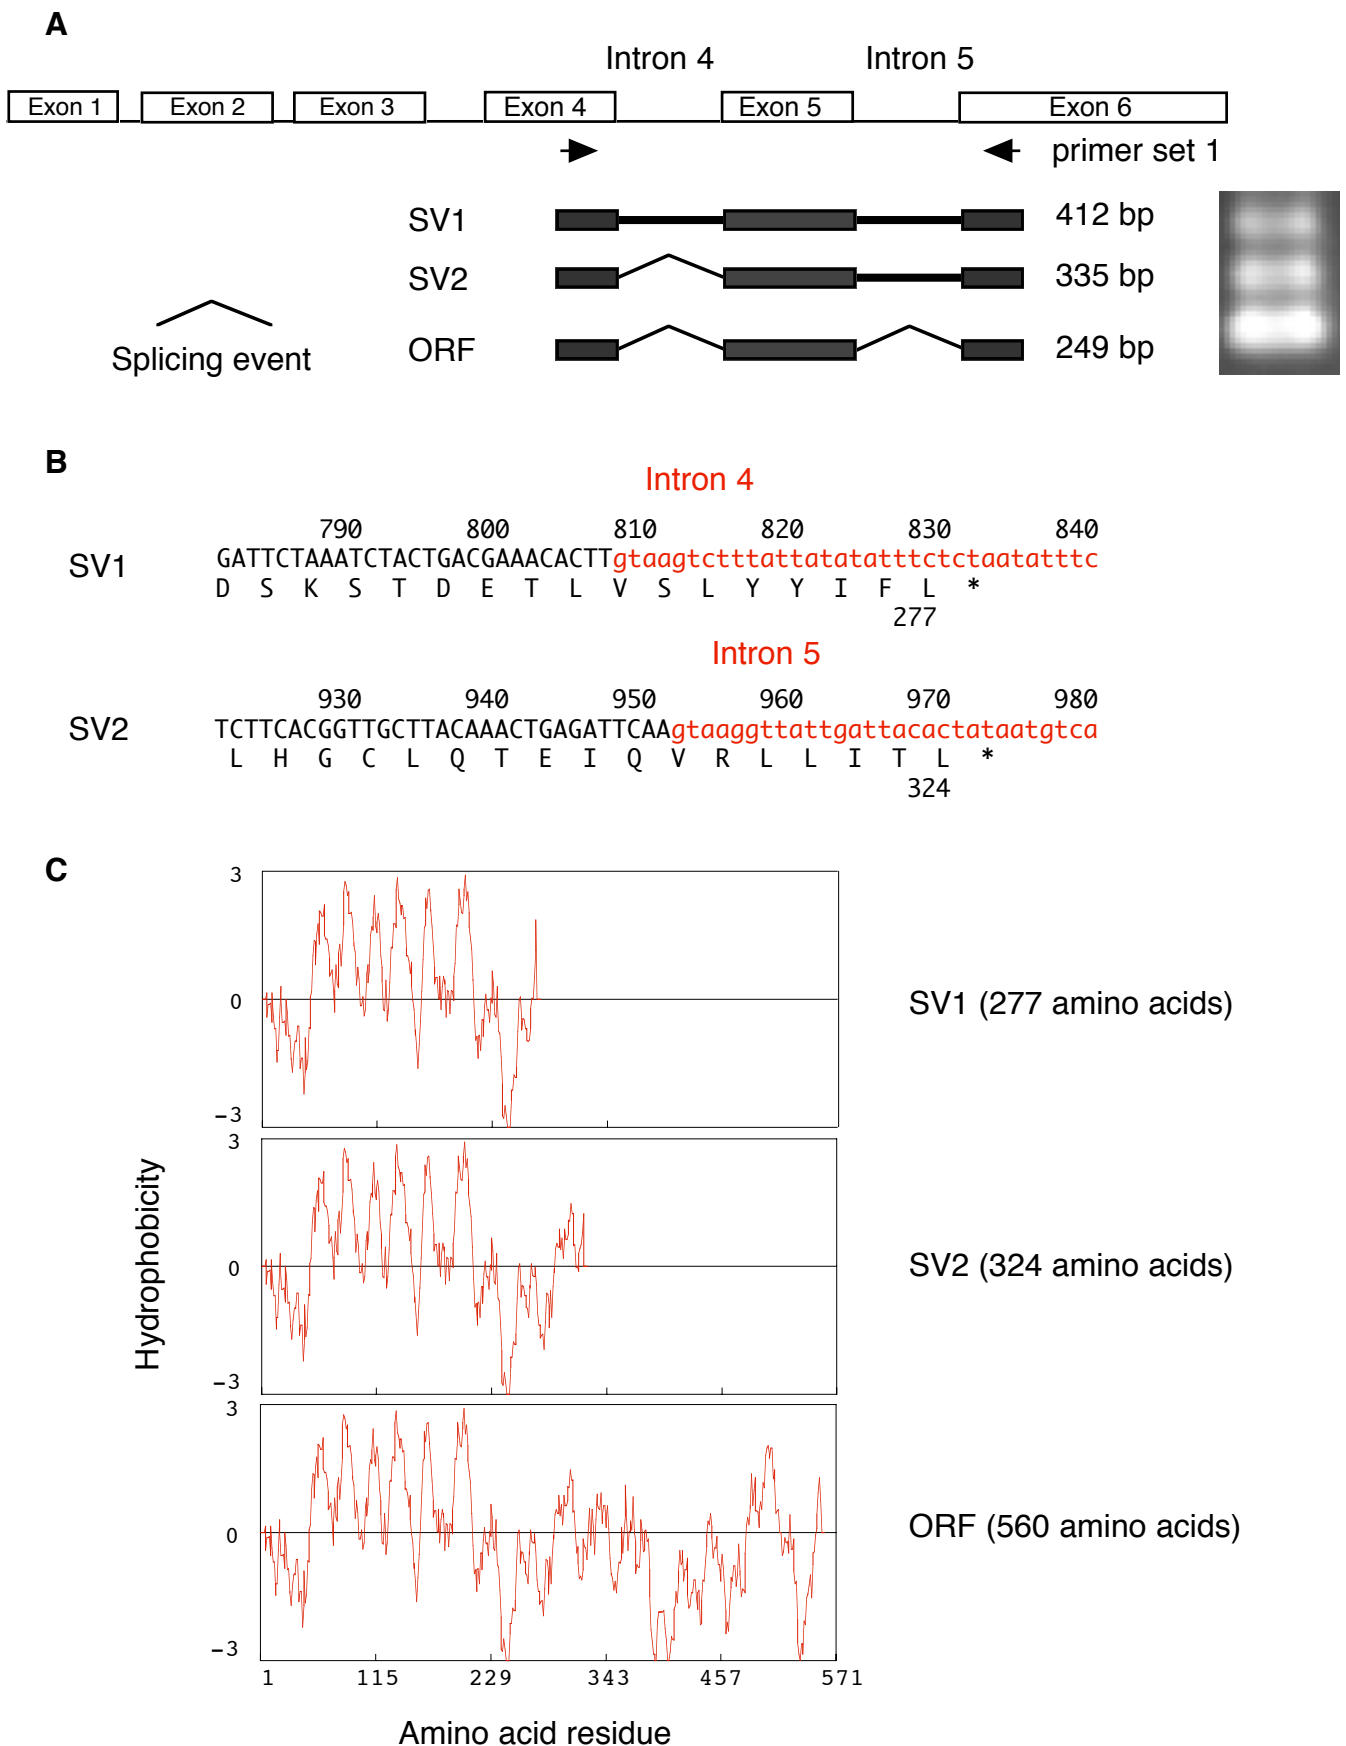 A
Intron 4 Intron 5
Exon 1 Exon 2 Exon 3 Exon 4 Exon 5 Exon 6
primer set 1
SV1 412 bp
SV2 335 bp
Splicing event
ORF 249 bp
B
Intron 4
790 800 810 820 830 840
SV1 GATTCTAAATCTACTGACGAAACACTTgtaagtctttattatatatttctctaatatttc
D S K S T D E T L V S L Y Y I F L *
277
Intron 5
930 940 950 960 970 980
SV2 TCTTCACGGTTGCTTACAAACTGAGATTCAAgtaaggttattgattacactataatgtca
L H G C L Q T E I Q V R L L I T L *
324
C
3
0
-3
SV1 (277 amino acids)
3
0
-3
SV2 (324 amino acids)
3
0
-3
ORF (560 amino acids)
Hydrophobicity
1 115 229 343 457 571
Amino acid residue